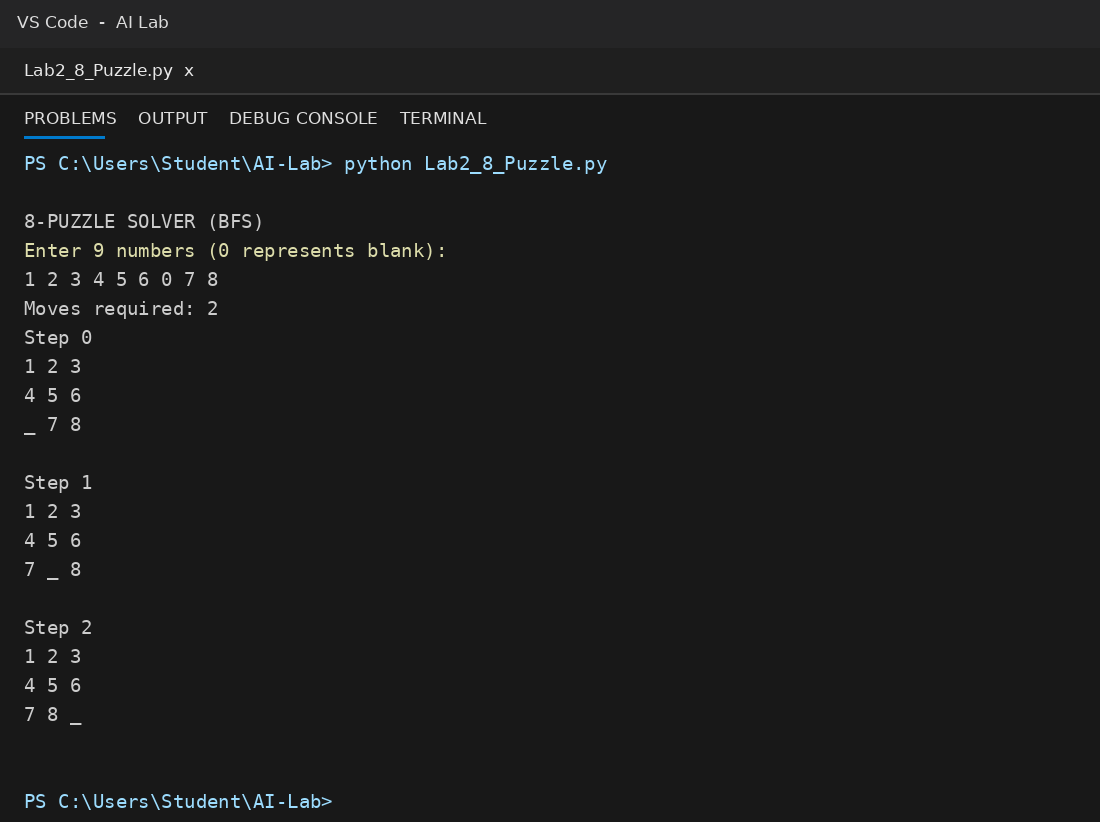 VS Code - AI Lab
Lab2_8_Puzzle.py x
PROBLEMS OUTPUT DEBUG CONSOLE TERMINAL
PS C:\Users\Student\AI-Lab> python Lab2_8_Puzzle.py
8-PUZZLE SOLVER (BFS)
Enter 9 numbers (0 represents blank):
1 2 3 4 5 6 0 7 8
Moves required: 2
Step 0
1 2 3
4 5 6
_ 7 8
Step 1
1 2 3
4 5 6
7 _ 8
Step 2
1 2 3
4 5 6
7 8 _
PS C:\Users\Student\AI-Lab>